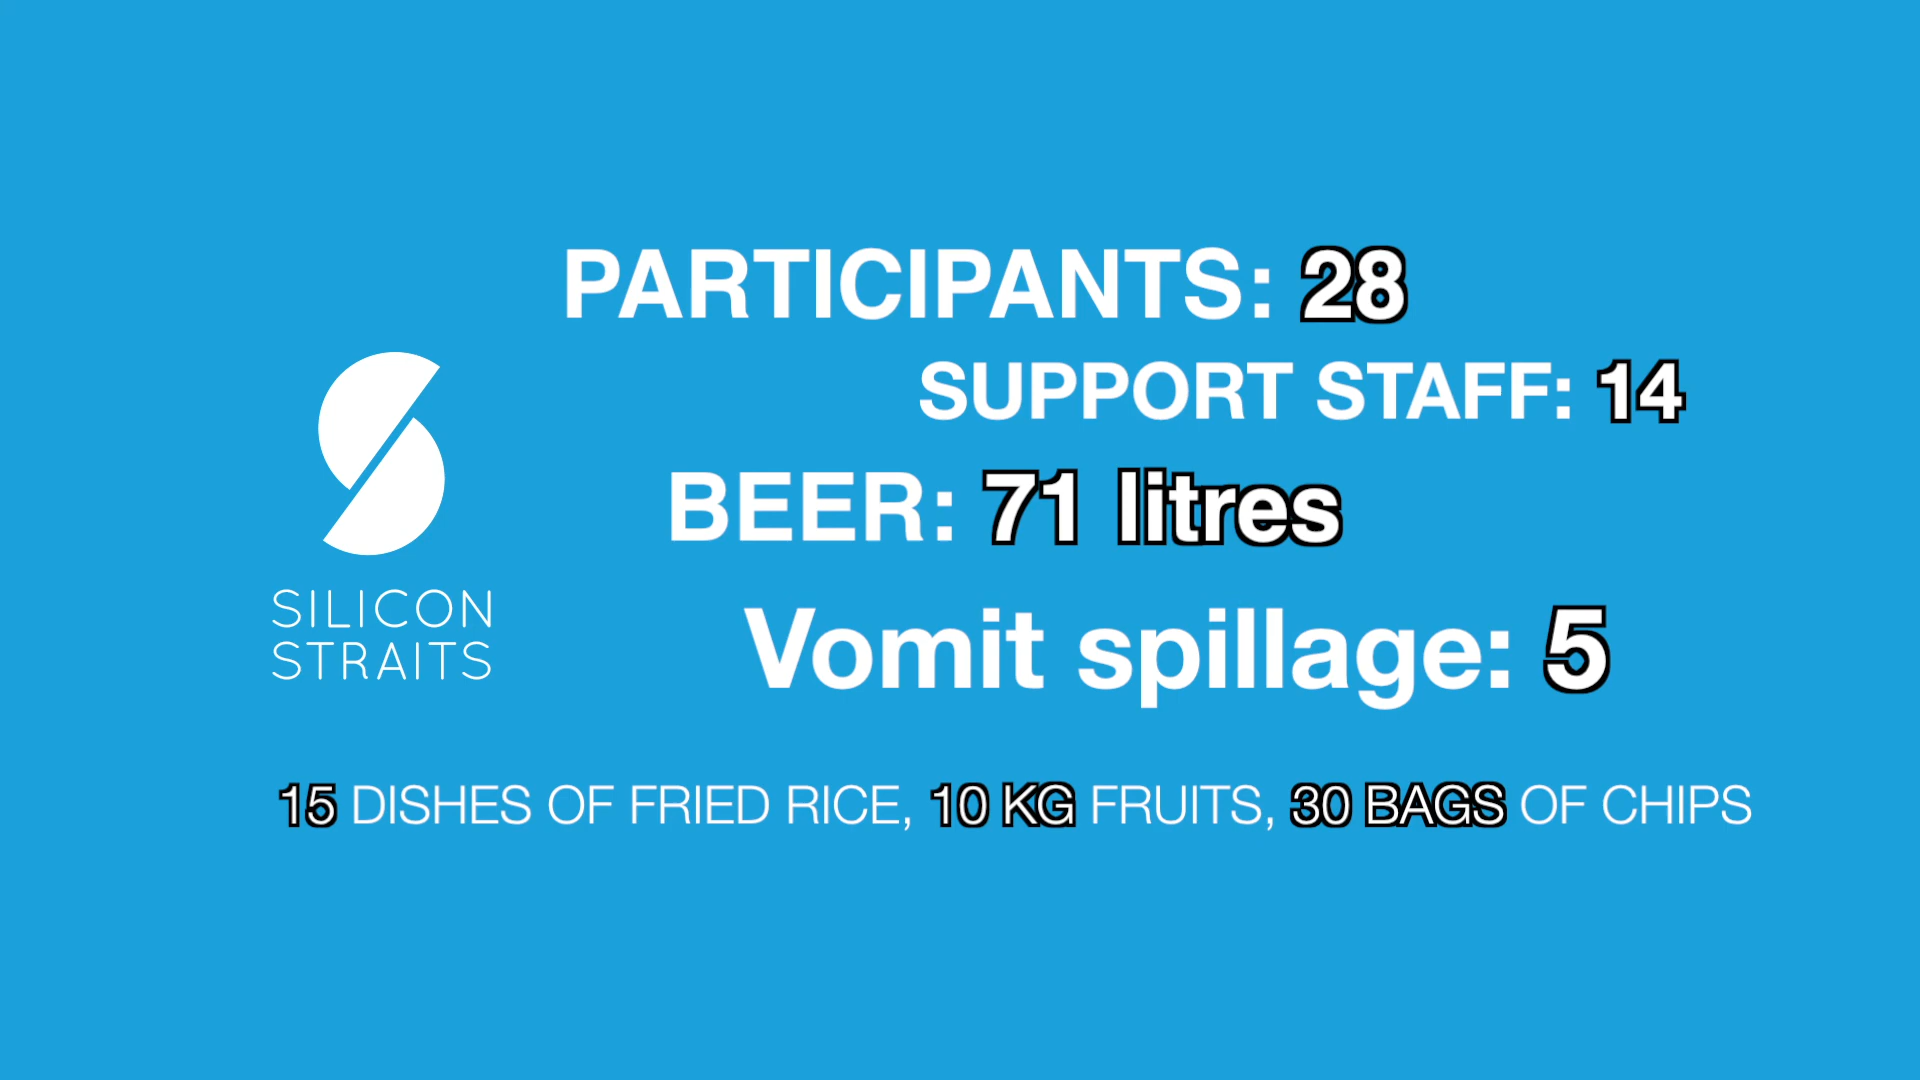 PARTICIPANTS: 28
SUPPORT STAFF: 14
BEER: 71 litres
Vomit spillage: 5
SILICON
STRAITS
15 DISHES OF FRIED RICE, 10 KG FRUITS, 30 BAGS OF CHIPS